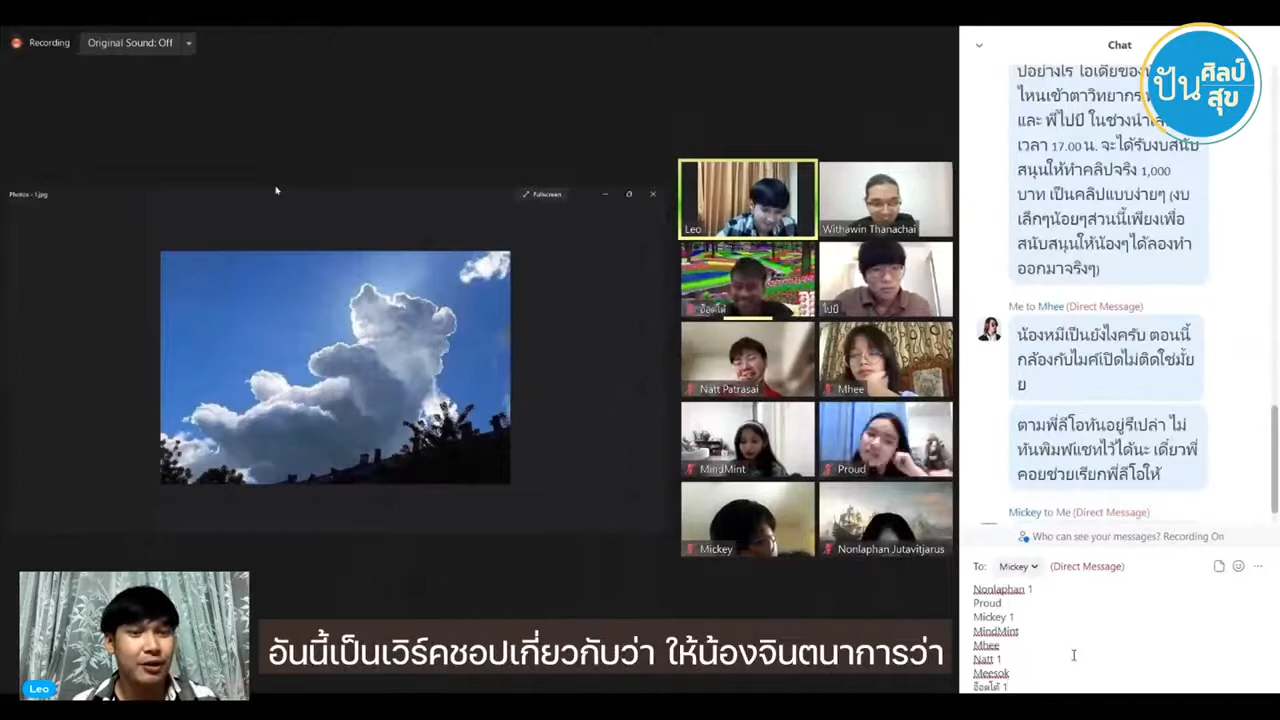 Recording
Original Sound: Off
Photos - 1.jpg
Fullscreen
Leo
Withawin Thanachai
อ๊อตโต้
ไปป์
Natt Patrasai
Mhee
MindMint
Proud
Mickey
Nonlaphan Jutavitjarus
Leo
อันนี้เป็นเวิร์คชอปเกี่ยวกับว่า ให้น้องจินตนาการว่า
Chat
ปันศิลป์สุข
ไหนเข้าตาวิทยากร
และ พี่ไปป์ ในช่วงนำเ
เวลา 17.00 น. จะได้รับงบสนับ
สนุนให้ทำคลิปจริง 1,000
บาท เป็นคลิปแบบง่ายๆ (งบ
เล็กๆน้อยๆส่วนนี้เพียงเพื่อ
สนับสนุนให้น้องๆได้ลองทำ
ออกมาจริงๆ)
Me to Mhee (Direct Message)
น้องหมีเป็นยังไงครับ ตอนนี้
กล้องกับไมค์เปิดไม่ติดใช่มั้ย
ย
ตามพี่ลีโอทันอยู่รึเปล่า ไม่
ทันพิมพ์แชทไว้ได้นะ เดี๋ยวพี่
คอยช่วยเรียกพี่ลีโอให้
Mickey to Me (Direct Message)
Who can see your messages? Recording On
To: Mickey (Direct Message)
Nonlaphan 1
Proud
Mickey 1
MindMint
Mhee
Natt 1
Meesok
อ๊อตโต้ 1